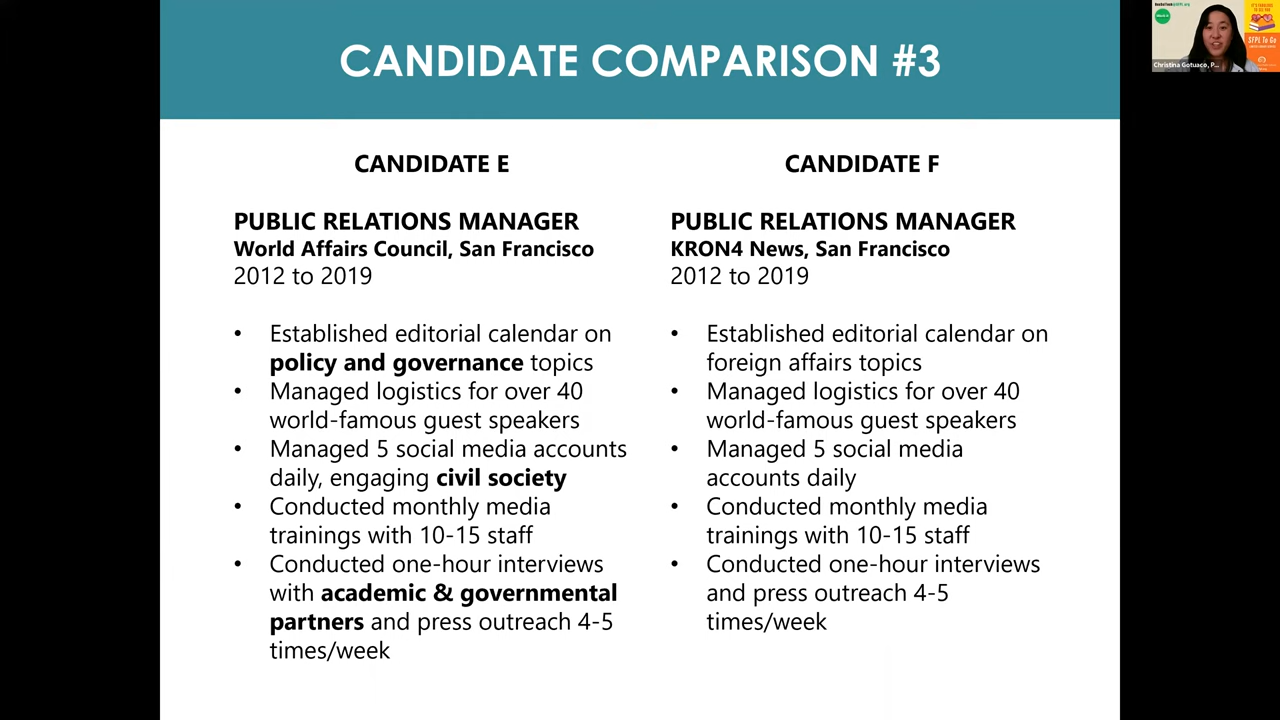 CANDIDATE COMPARISON #3
CANDIDATE E
PUBLIC RELATIONS MANAGER
World Affairs Council, San Francisco
2012 to 2019
• Established editorial calendar on
policy and governance topics
• Managed logistics for over 40
world-famous guest speakers
• Managed 5 social media accounts
daily, engaging civil society
• Conducted monthly media
trainings with 10-15 staff
• Conducted one-hour interviews
with academic & governmental
partners and press outreach 4-5
times/week
CANDIDATE F
PUBLIC RELATIONS MANAGER
KRON4 News, San Francisco
2012 to 2019
• Established editorial calendar on
foreign affairs topics
• Managed logistics for over 40
world-famous guest speakers
• Managed 5 social media
accounts daily
• Conducted monthly media
trainings with 10-15 staff
• Conducted one-hour interviews
and press outreach 4-5
times/week
SFPL To Go
Christina Gotuaco, P...